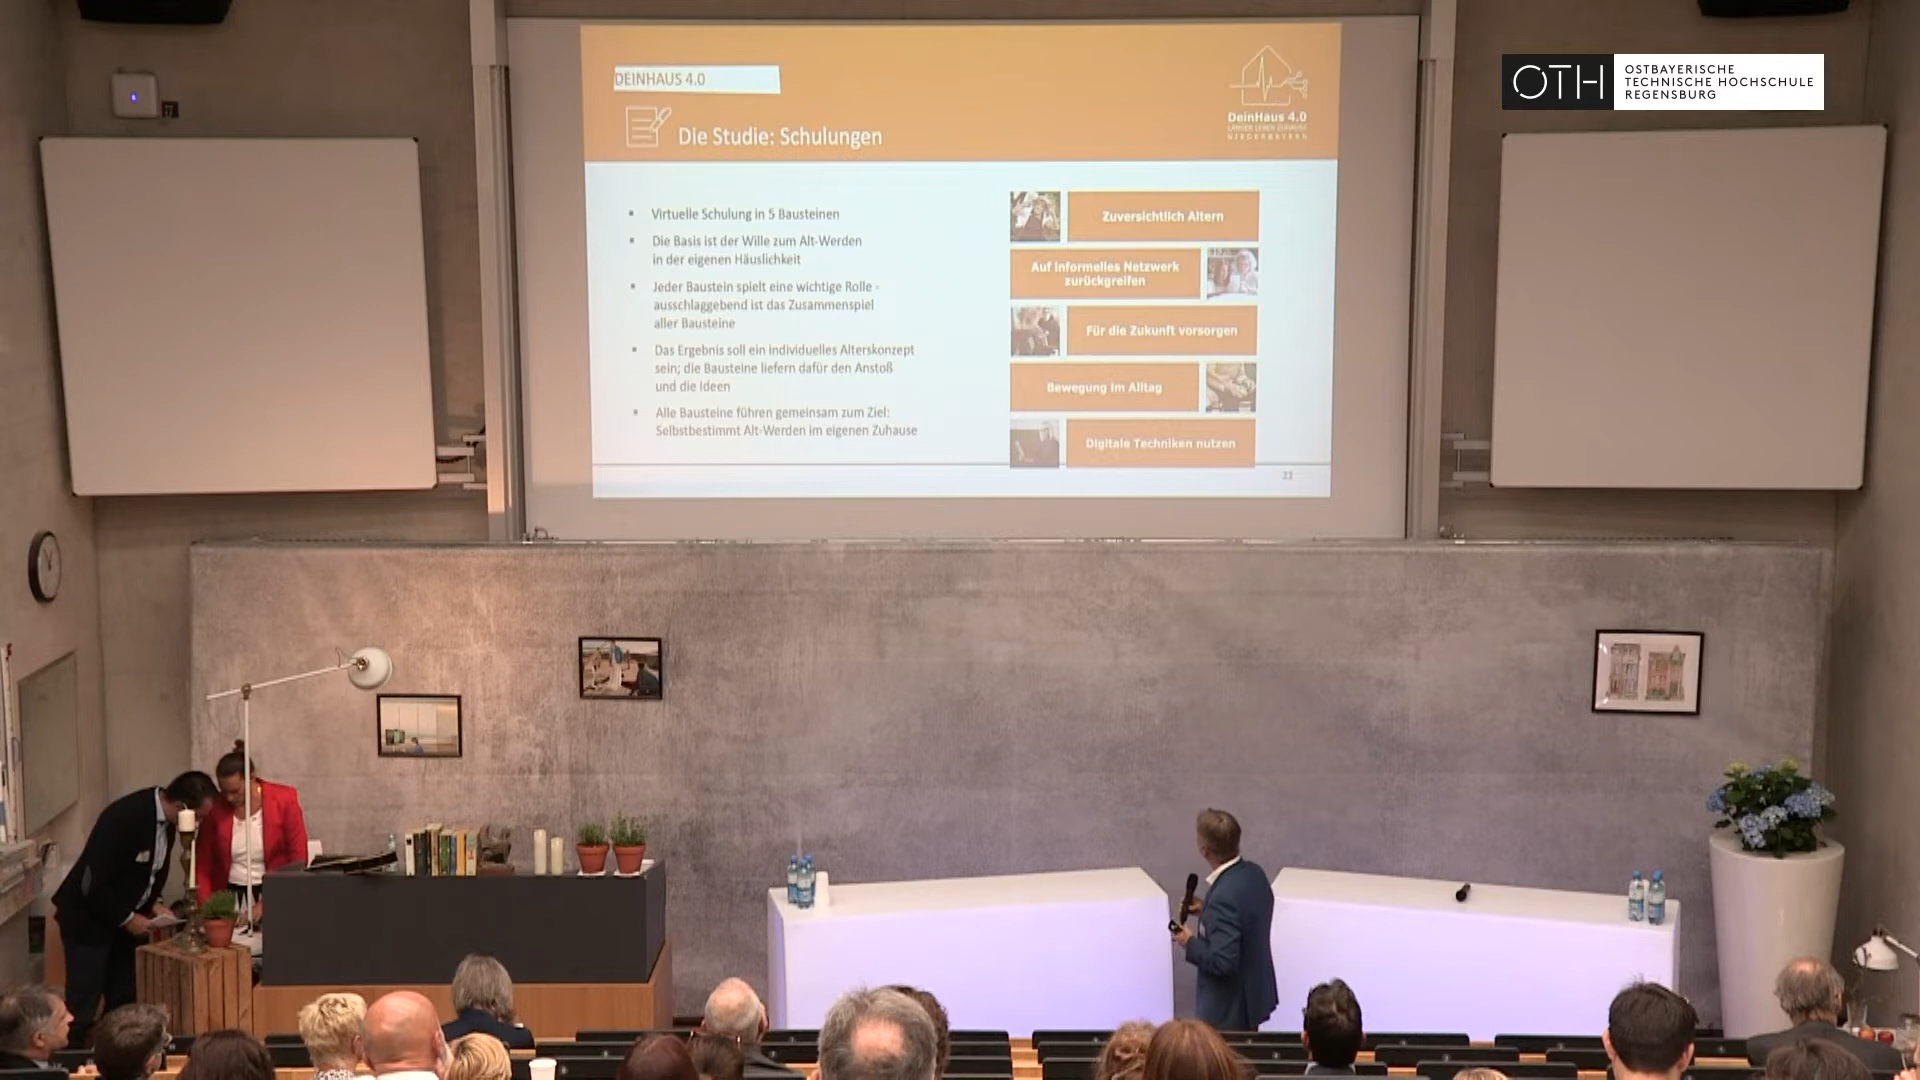 OTH
OSTBAYERISCHE
TECHNISCHE HOCHSCHULE
REGENSBURG
DEINHAUS 4.0
DeinHaus 4.0
LÄNGER LEBEN ZUHAUSE
NIEDERBAYERN
Die Studie: Schulungen
▪ Virtuelle Schulung in 5 Bausteinen
▪ Die Basis ist der Wille zum Alt-Werden
in der eigenen Häuslichkeit
▪ Jeder Baustein spielt eine wichtige Rolle -
ausschlaggebend ist das Zusammenspiel
aller Bausteine
▪ Das Ergebnis soll ein individuelles Alterskonzept
sein; die Bausteine liefern dafür den Anstoß
und die Ideen
▪ Alle Bausteine führen gemeinsam zum Ziel:
Selbstbestimmt Alt-Werden im eigenen Zuhause
Zuversichtlich Altern
Auf informelles Netzwerk
zurückgreifen
Für die Zukunft vorsorgen
Bewegung im Alltag
Digitale Techniken nutzen